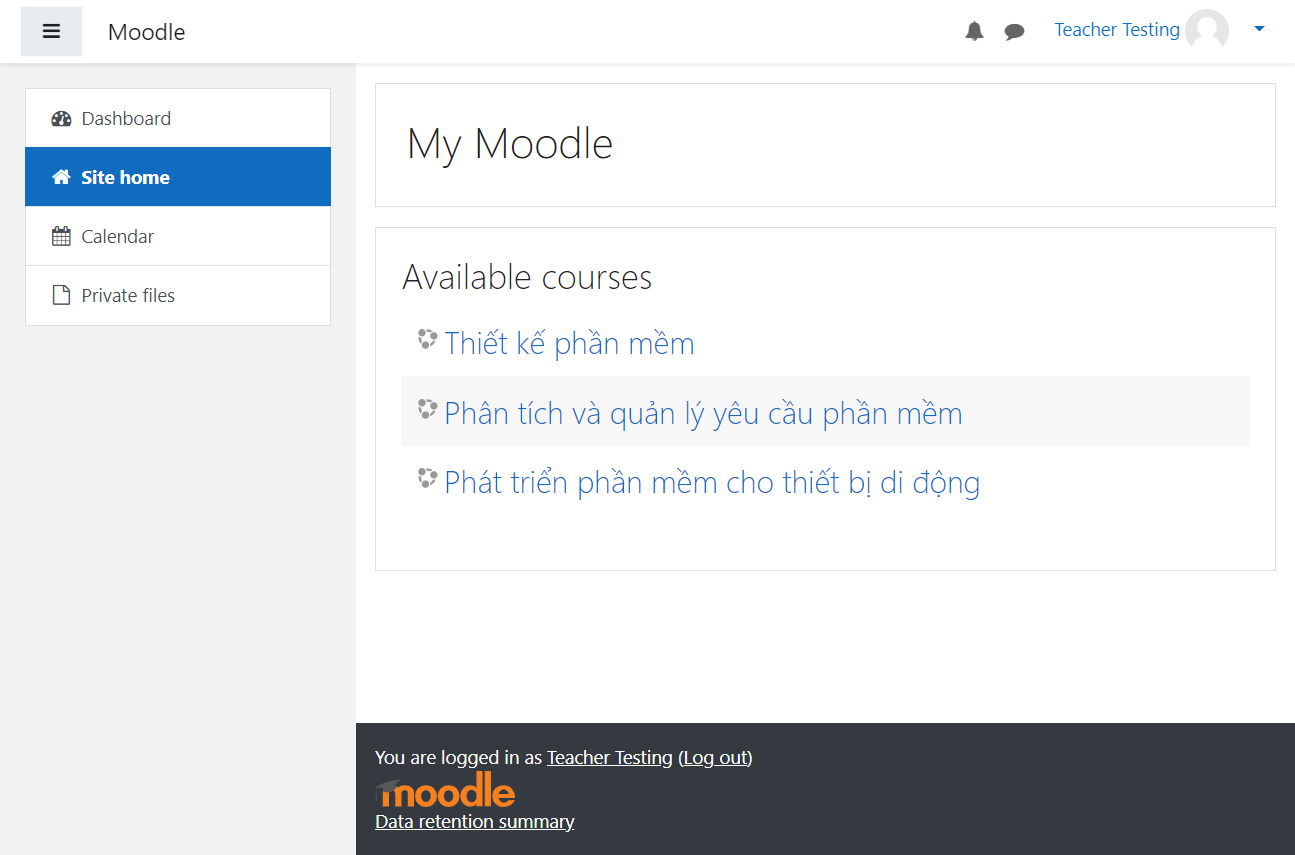 Moodle
Teacher Testing
Dashboard
Site home
Calendar
Private files
My Moodle
Available courses
Thiết kế phần mềm
Phân tích và quản lý yêu cầu phần mềm
Phát triển phần mềm cho thiết bị di động
You are logged in as Teacher Testing (Log out)
moodle
Data retention summary